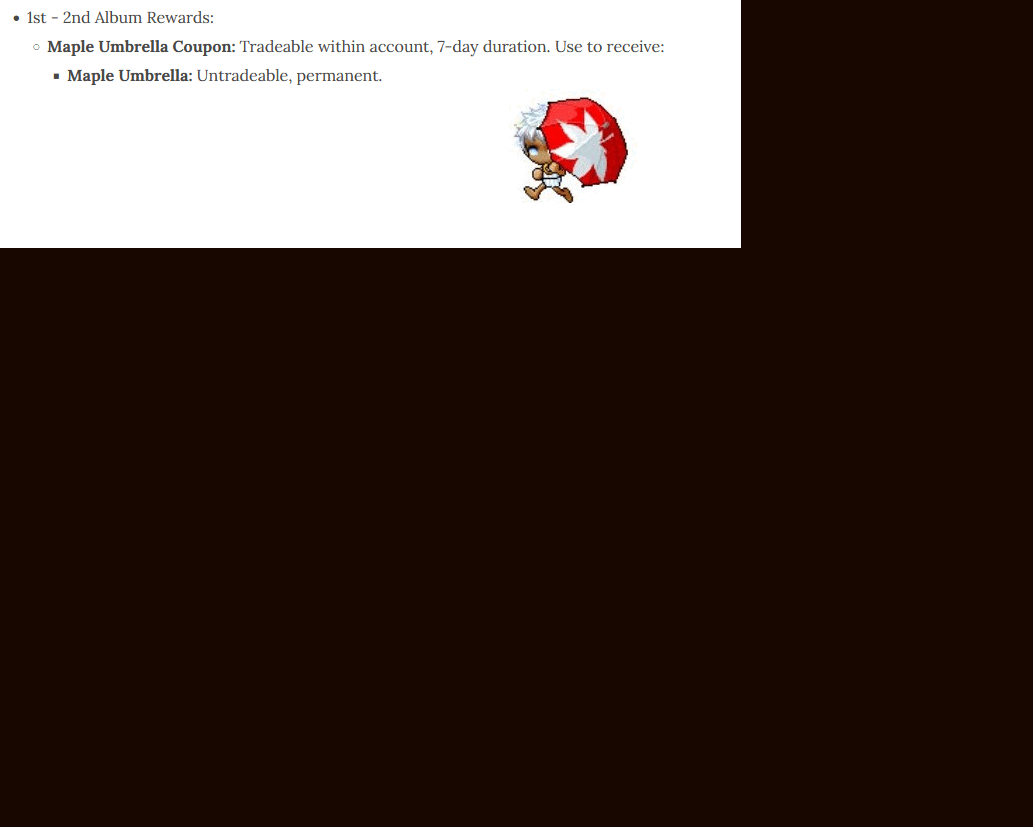 1st - 2nd Album Rewards:
Maple Umbrella Coupon: Tradeable within account, 7-day duration. Use to receive:
Maple Umbrella: Untradeable, permanent.